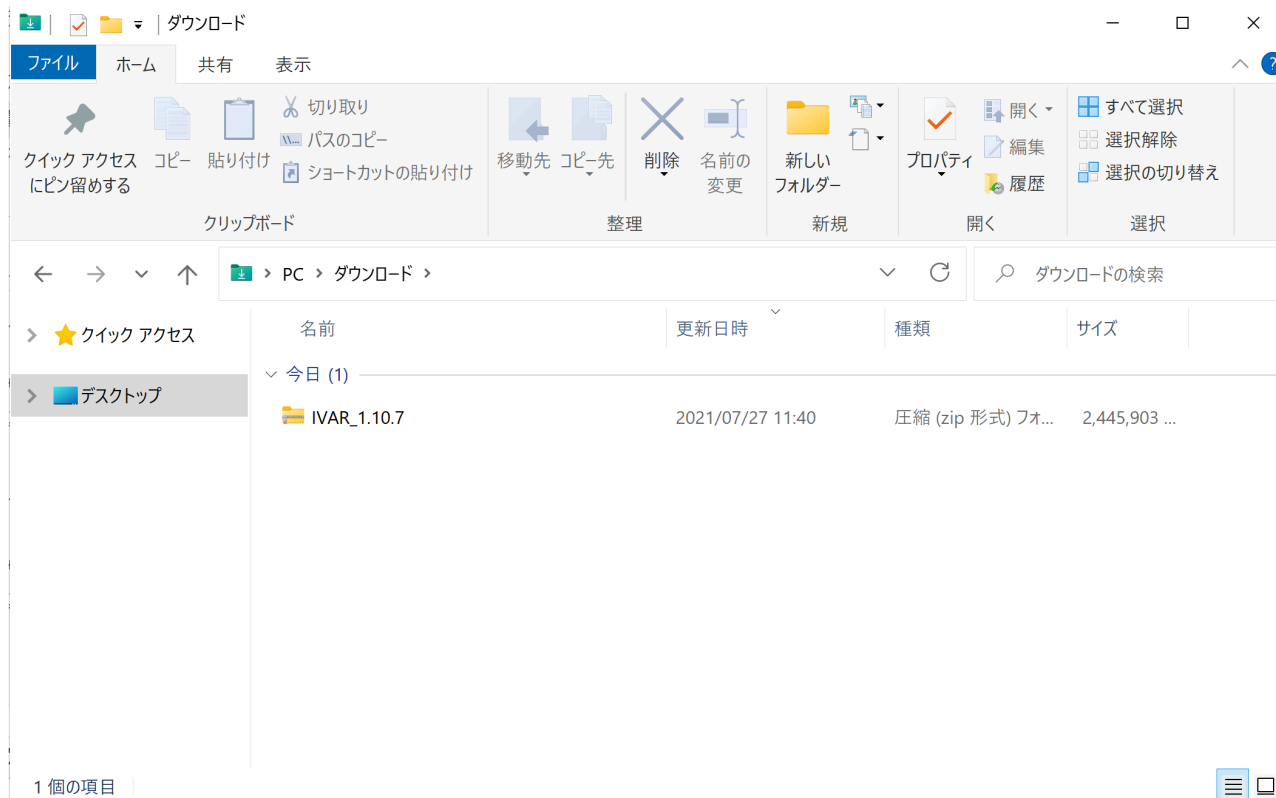 ダウンロード
ファイル ホーム 共有 表示
?
クイック アクセス
にピン留めする
コピー
貼り付け
切り取り
パスのコピー
ショートカットの貼り付け
クリップボード
移動先
コピー先
削除
名前の
変更
整理
新しい
フォルダー
新規
プロパティ
開く
編集
履歴
開く
すべて選択
選択解除
選択の切り替え
選択
PC ダウンロード
ダウンロードの検索
クイック アクセス
デスクトップ
名前 更新日時 種類 サイズ
今日 (1)
IVAR_1.10.7 2021/07/27 11:40 圧縮 (zip 形式) フォ... 2,445,903 ...
1 個の項目